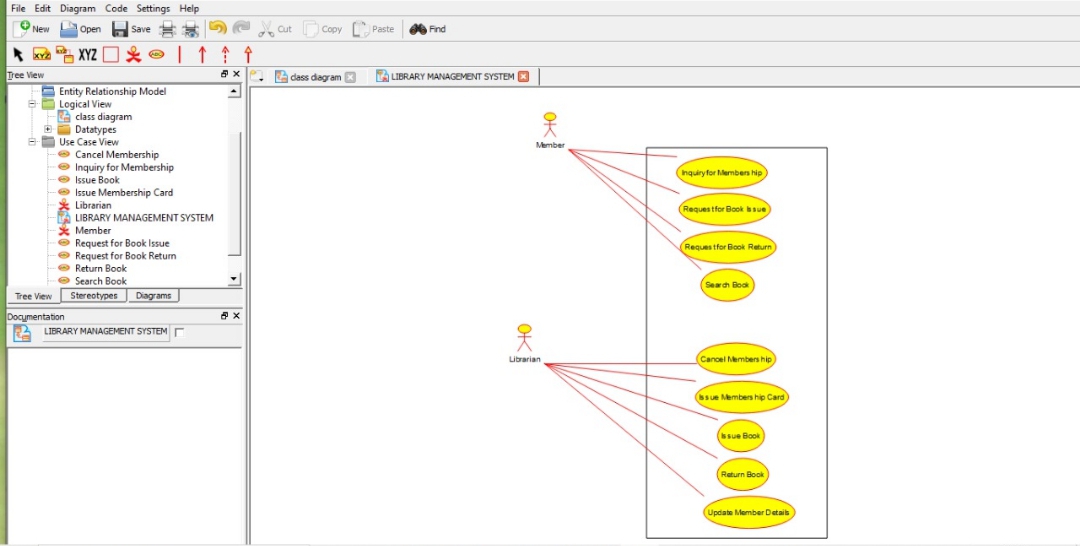 File Edit Diagram Code Settings Help
New Open Save Cut Copy Paste Find
XYZ XYZ ABC
Tree View
class diagram LIBRARY MANAGEMENT SYSTEM
Entity Relationship Model
Logical View
class diagram
Datatypes
Use Case View
Cancel Membership
Inquiry for Membership
Issue Book
Issue Membership Card
Librarian
LIBRARY MANAGEMENT SYSTEM
Member
Request for Book Issue
Request for Book Return
Return Book
Search Book
Tree View Stereotypes Diagrams
Documentation
LIBRARY MANAGEMENT SYSTEM
Member
Inquiry for Membership
Request for Book Issue
Request for Book Return
Search Book
Librarian
Cancel Membership
Issue Membership Card
Issue Book
Return Book
Update Member Details